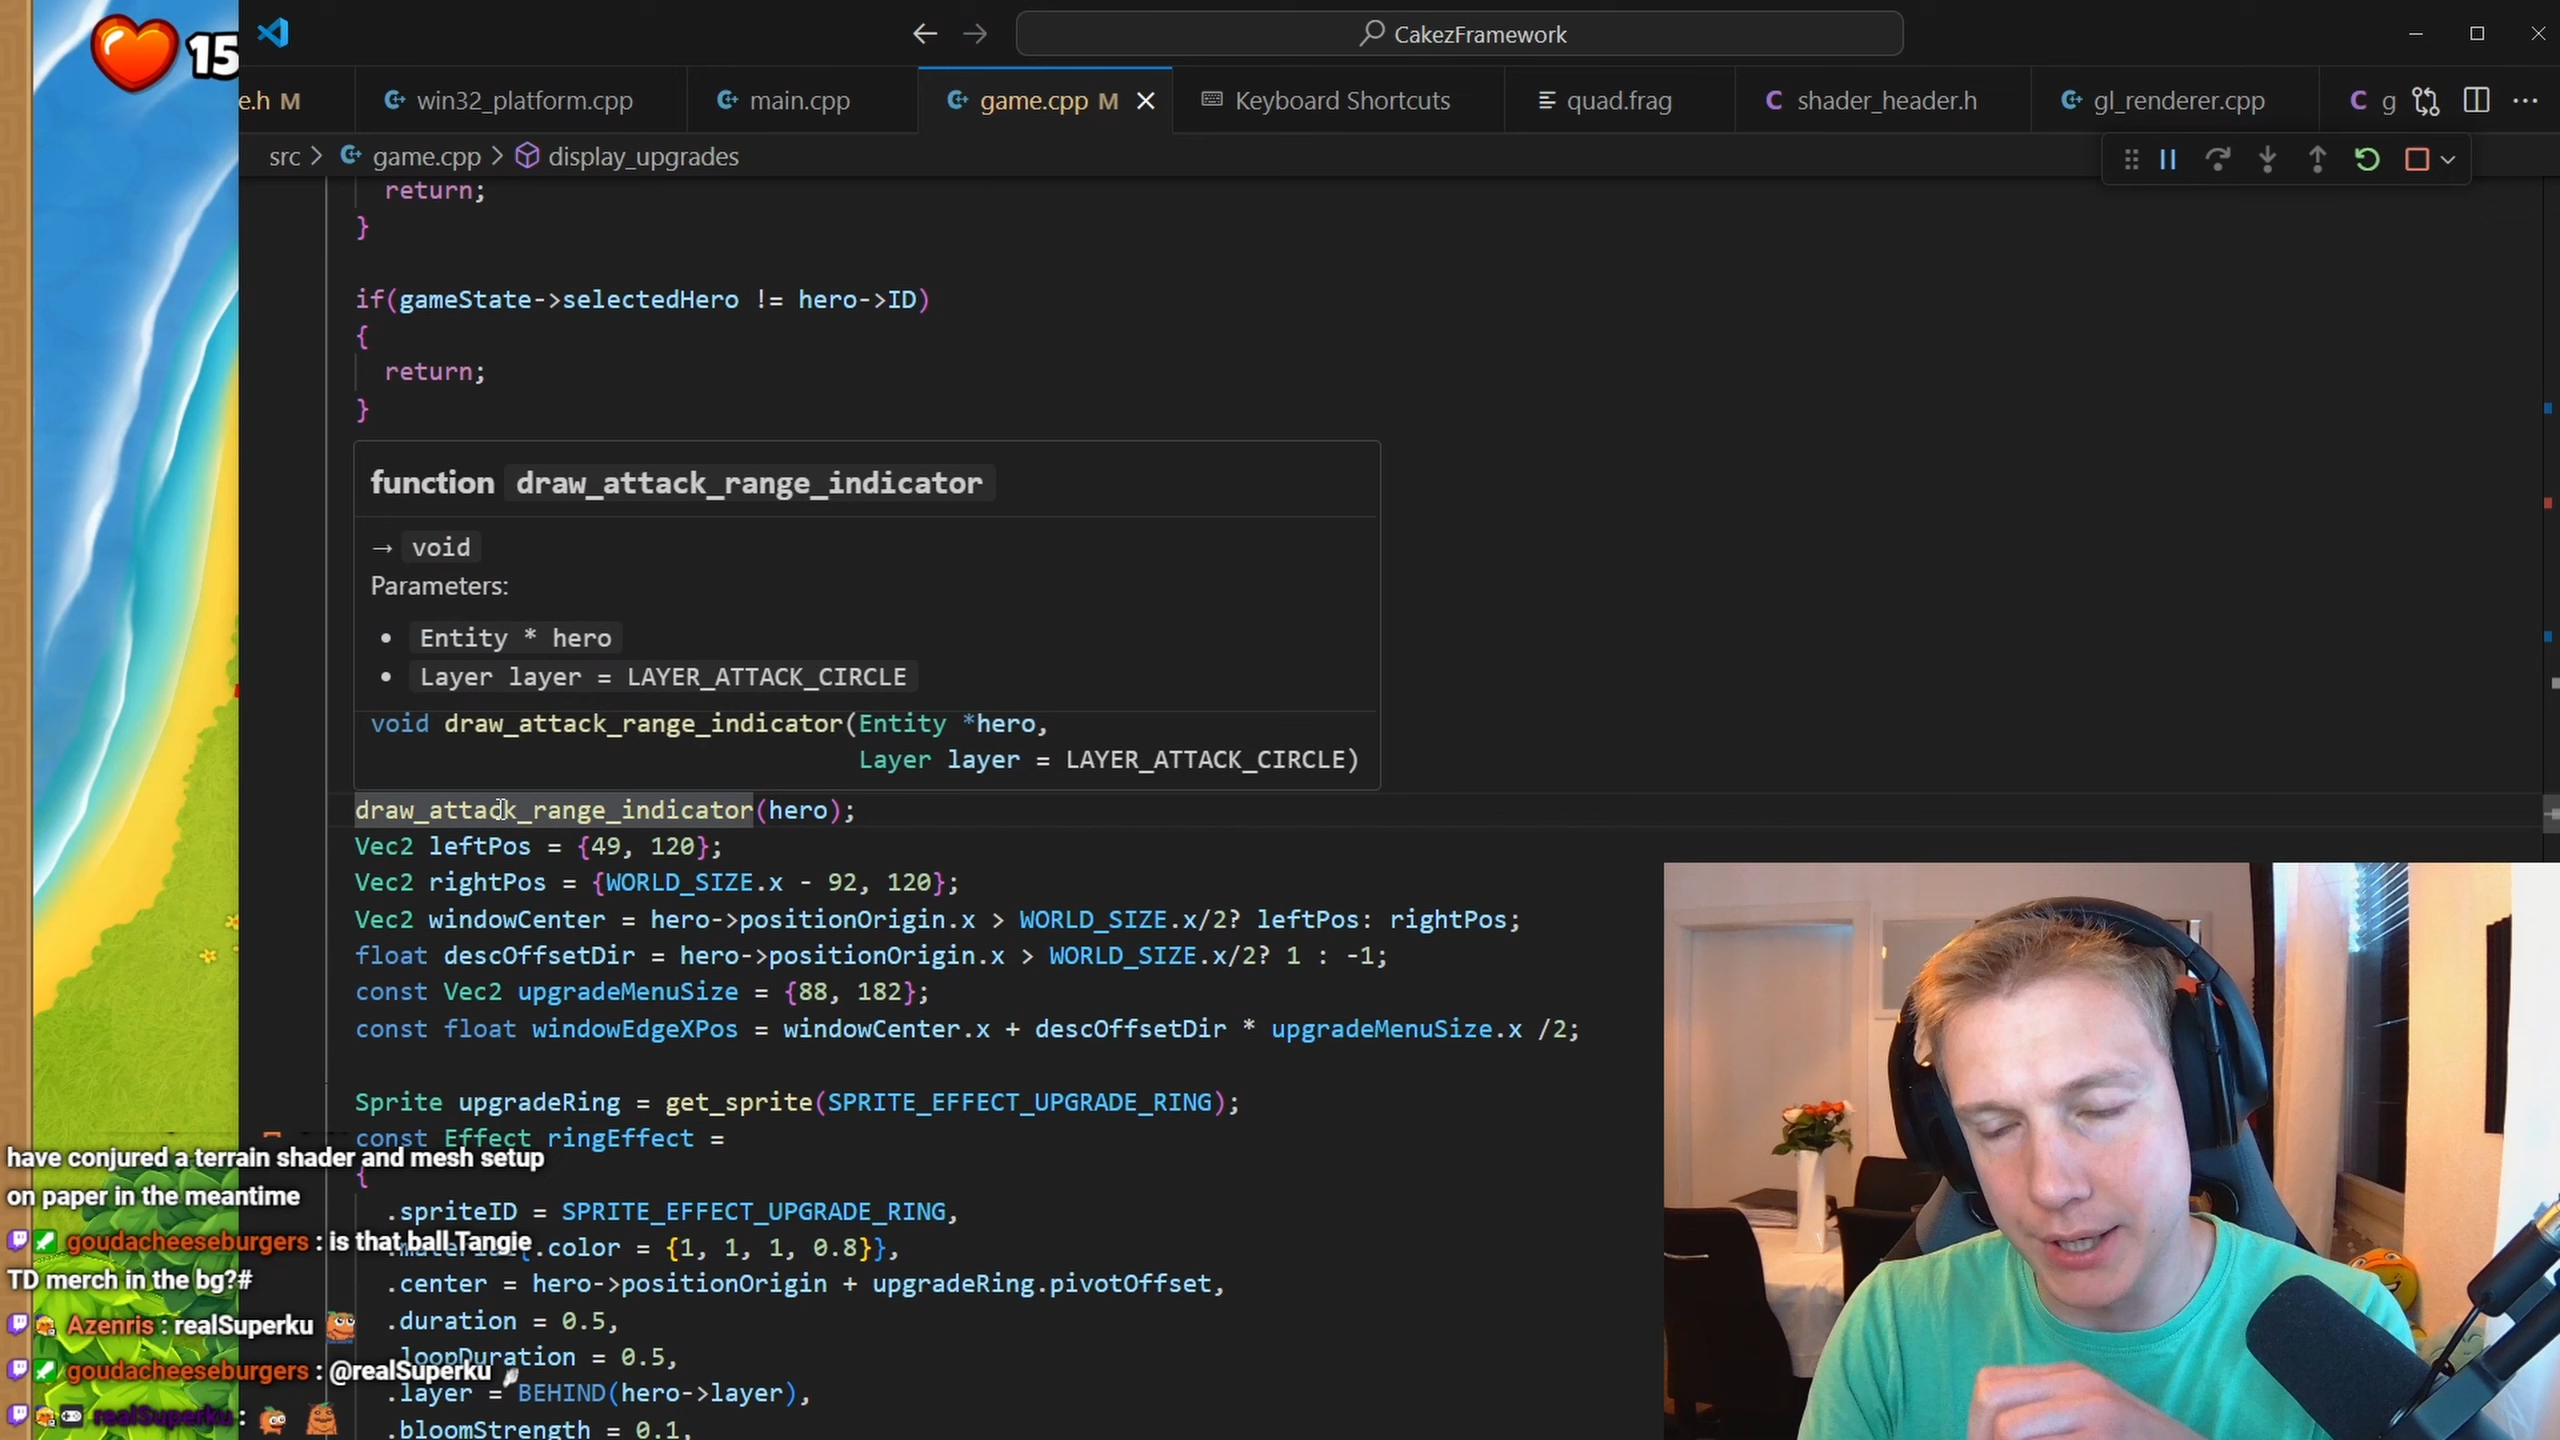 15
CakezFramework
e.h M
win32_platform.cpp
main.cpp
game.cpp M
Keyboard Shortcuts
quad.frag
shader_header.h
gl_renderer.cpp
g
src > game.cpp > display_upgrades
return;
}
if(gameState->selectedHero != hero->ID)
{
return;
}
function draw_attack_range_indicator
→ void
Parameters:
• Entity * hero
• Layer layer = LAYER_ATTACK_CIRCLE
void draw_attack_range_indicator(Entity *hero,
Layer layer = LAYER_ATTACK_CIRCLE)
draw_attack_range_indicator(hero);
Vec2 leftPos = {49, 120};
Vec2 rightPos = {WORLD_SIZE.x - 92, 120};
Vec2 windowCenter = hero->positionOrigin.x > WORLD_SIZE.x/2? leftPos: rightPos;
float descOffsetDir = hero->positionOrigin.x > WORLD_SIZE.x/2? 1 : -1;
const Vec2 upgradeMenuSize = {88, 182};
const float windowEdgeXPos = windowCenter.x + descOffsetDir * upgradeMenuSize.x /2;
Sprite upgradeRing = get_sprite(SPRITE_EFFECT_UPGRADE_RING);
const Effect ringEffect =
{
.spriteID = SPRITE_EFFECT_UPGRADE_RING,
{.color = {1, 1, 1, 0.8}},
.center = hero->positionOrigin + upgradeRing.pivotOffset,
.duration = 0.5,
.loopDuration = 0.5,
.layer = BEHIND(hero->layer),
.bloomStrength = 0.1,
have conjured a terrain shader and mesh setup
on paper in the meantime
goudacheeseburgers : is that ball Tangie
TD merch in the bg?#
Azenris : realSuperku
goudacheeseburgers : @realSuperku
realSuperku :